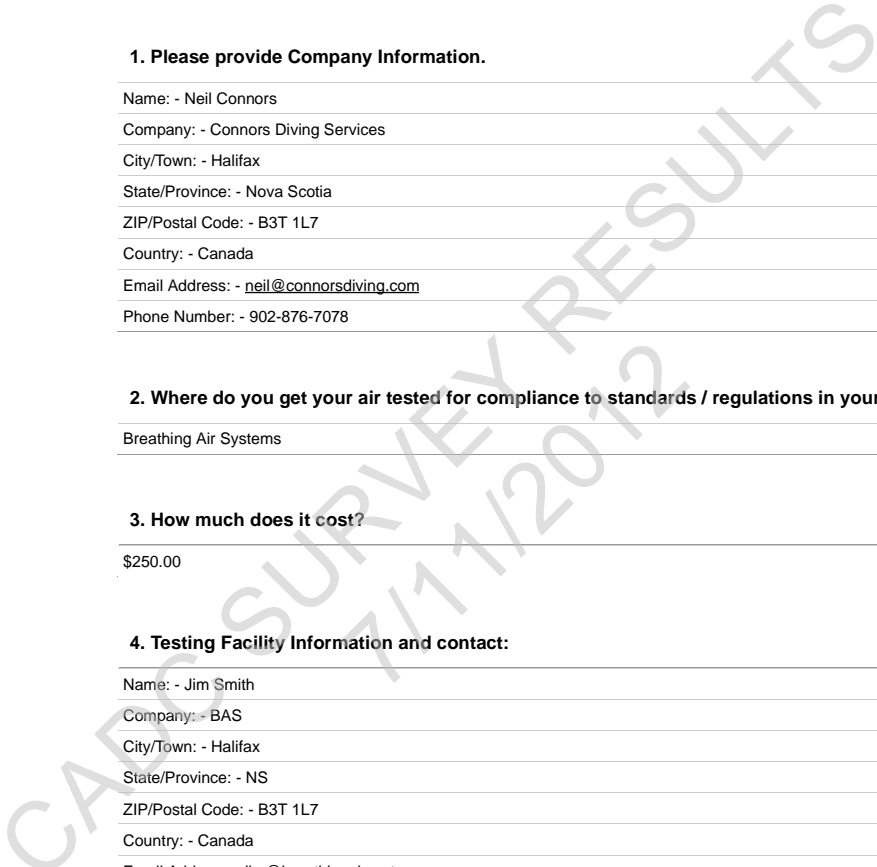 1. Please provide Company Information.
Name: - Neil Connors
Company: - Connors Diving Services
City/Town: - Halifax
State/Province: - Nova Scotia
ZIP/Postal Code: - B3T 1L7
Country: - Canada
Email Address: - neil@connorsdiving.com
Phone Number: - 902-876-7078
2. Where do you get your air tested for compliance to standards / regulations in your
Breathing Air Systems
3. How much does it cost?
$250.00
4. Testing Facility Information and contact:
Name: - Jim Smith
Company: - BAS
City/Town: - Halifax
State/Province: - NS
ZIP/Postal Code: - B3T 1L7
Country: - Canada
CADC SURVEY RESULTS
7/11/2012